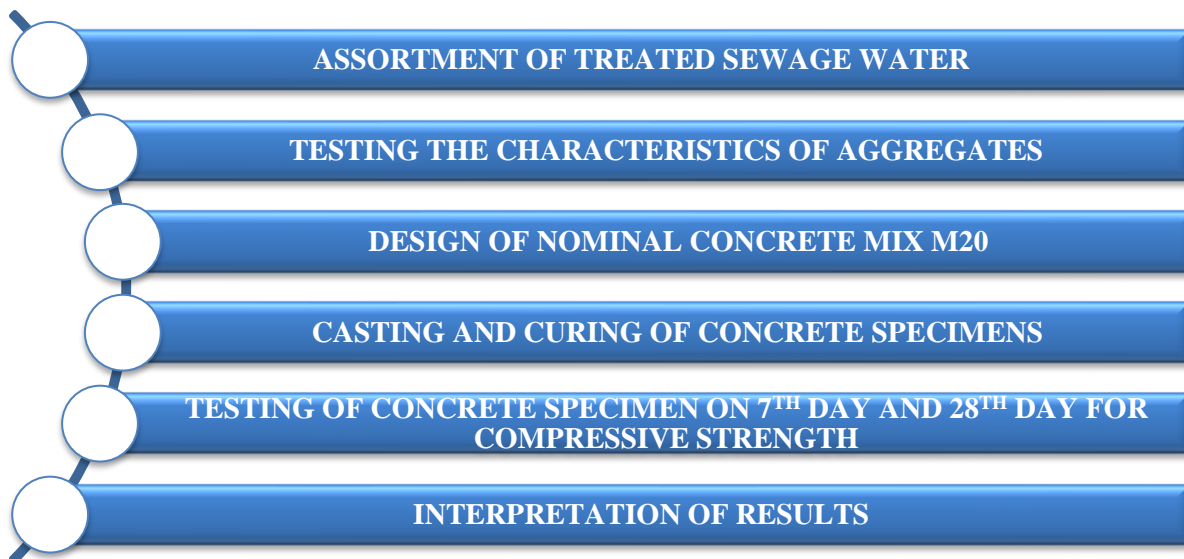 ASSORTMENT OF TREATED SEWAGE WATER
TESTING THE CHARACTERISTICS OF AGGREGATES
DESIGN OF NOMINAL CONCRETE MIX M20
CASTING AND CURING OF CONCRETE SPECIMENS
TESTING OF CONCRETE SPECIMEN ON 7TH DAY AND 28TH DAY FOR
COMPRESSIVE STRENGTH
INTERPRETATION OF RESULTS